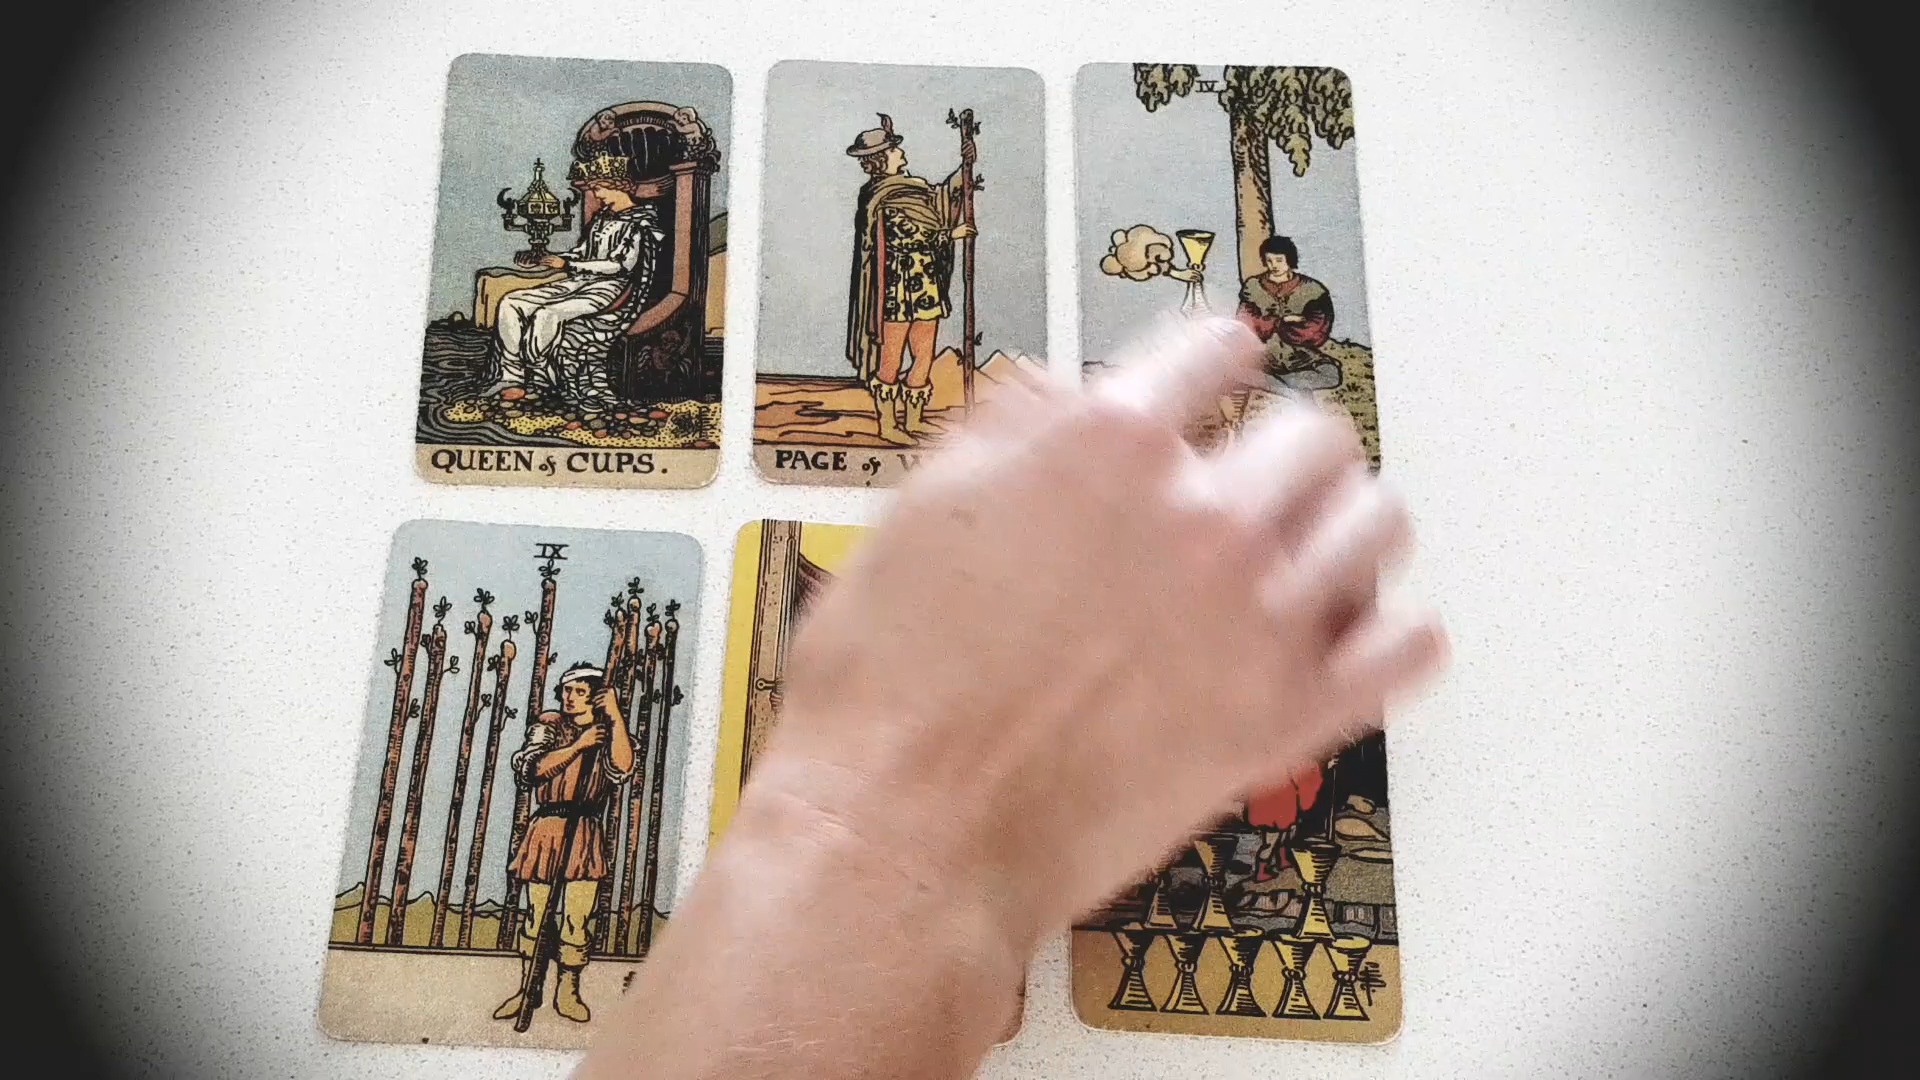 IV
QUEEN of CUPS.
PAGE of
IX